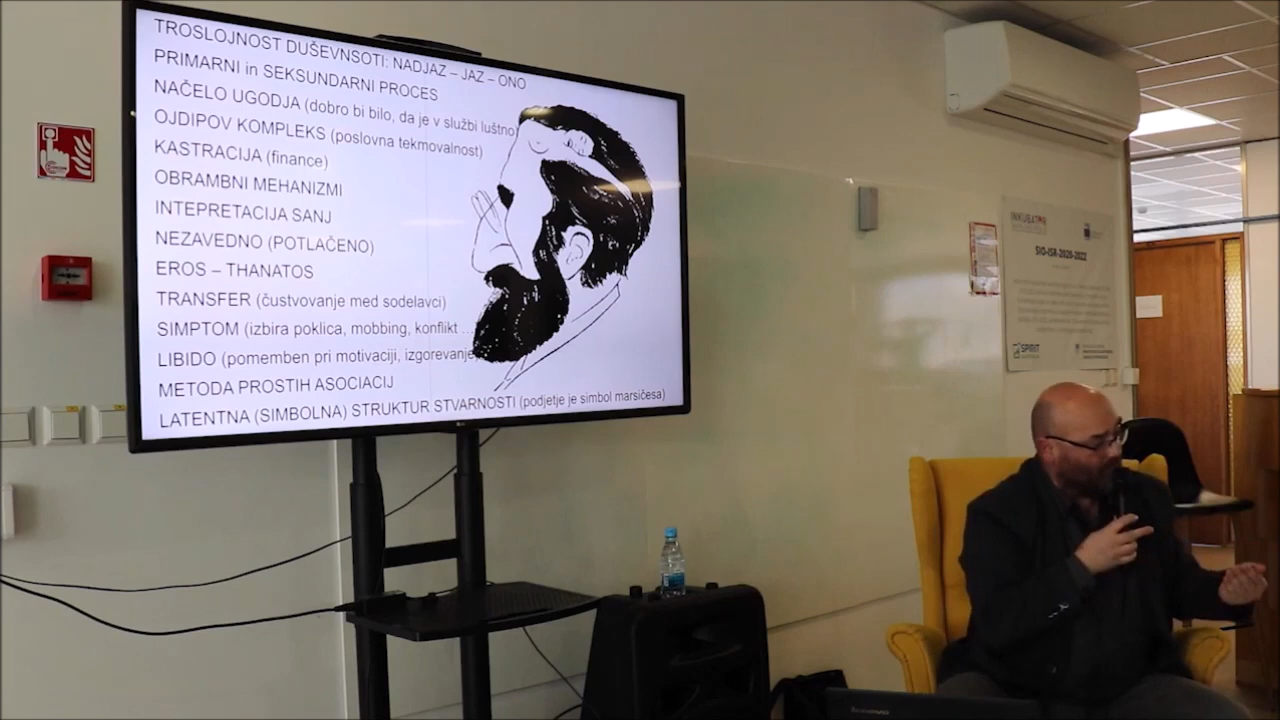 TROSLOJNOST DUŠEVNSOTI: NADJAZ – JAZ – ONO
PRIMARNI in SEKSUNDARNI PROCES
NAČELO UGODJA (dobro bi bilo, da je v službi luštno)
OJDIPOV KOMPLEKS (poslovna tekmovalnost)
KASTRACIJA (finance)
OBRAMBNI MEHANIZMI
INTEPRETACIJA SANJ
NEZAVEDNO (POTLAČENO)
EROS – THANATOS
TRANSFER (čustvovanje med sodelavci)
SIMPTOM (izbira poklica, mobbing, konflikt ...
LIBIDO (pomemben pri motivaciji, izgorevanje
METODA PROSTIH ASOCIACIJ
LATENTNA (SIMBOLNA) STRUKTUR STVARNOSTI (podjetje je simbol marsičesa)
INKUBATOR
SIO-ISR-2020-2022
SPIRIT
Lenovo